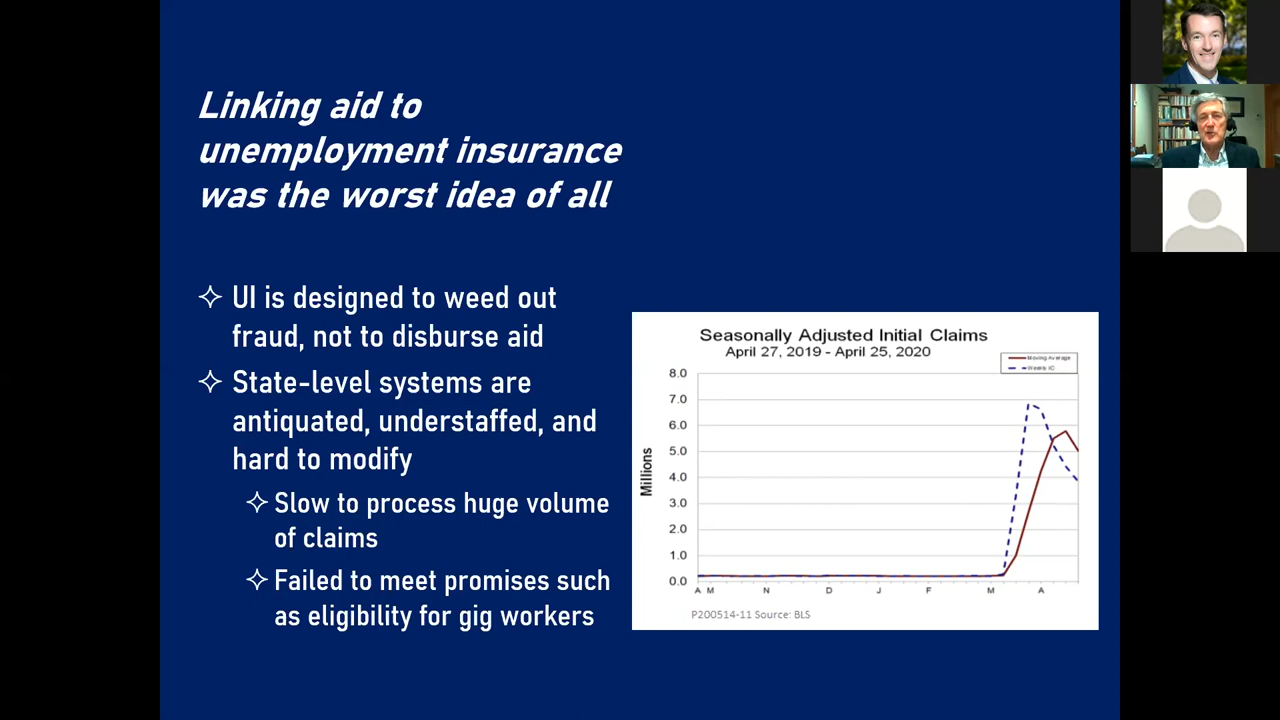 Linking aid to
unemployment insurance
was the worst idea of all
✧ UI is designed to weed out
fraud, not to disburse aid
✧ State-level systems are
antiquated, understaffed, and
hard to modify
✧ Slow to process huge volume
of claims
✧ Failed to meet promises such
as eligibility for gig workers
Seasonally Adjusted Initial Claims
April 27, 2019 - April 25, 2020
Moving Average
Weekly IC
Millions
8.0
7.0
6.0
5.0
4.0
3.0
2.0
1.0
0.0
A M N D J F M A
P200514-11 Source: BLS